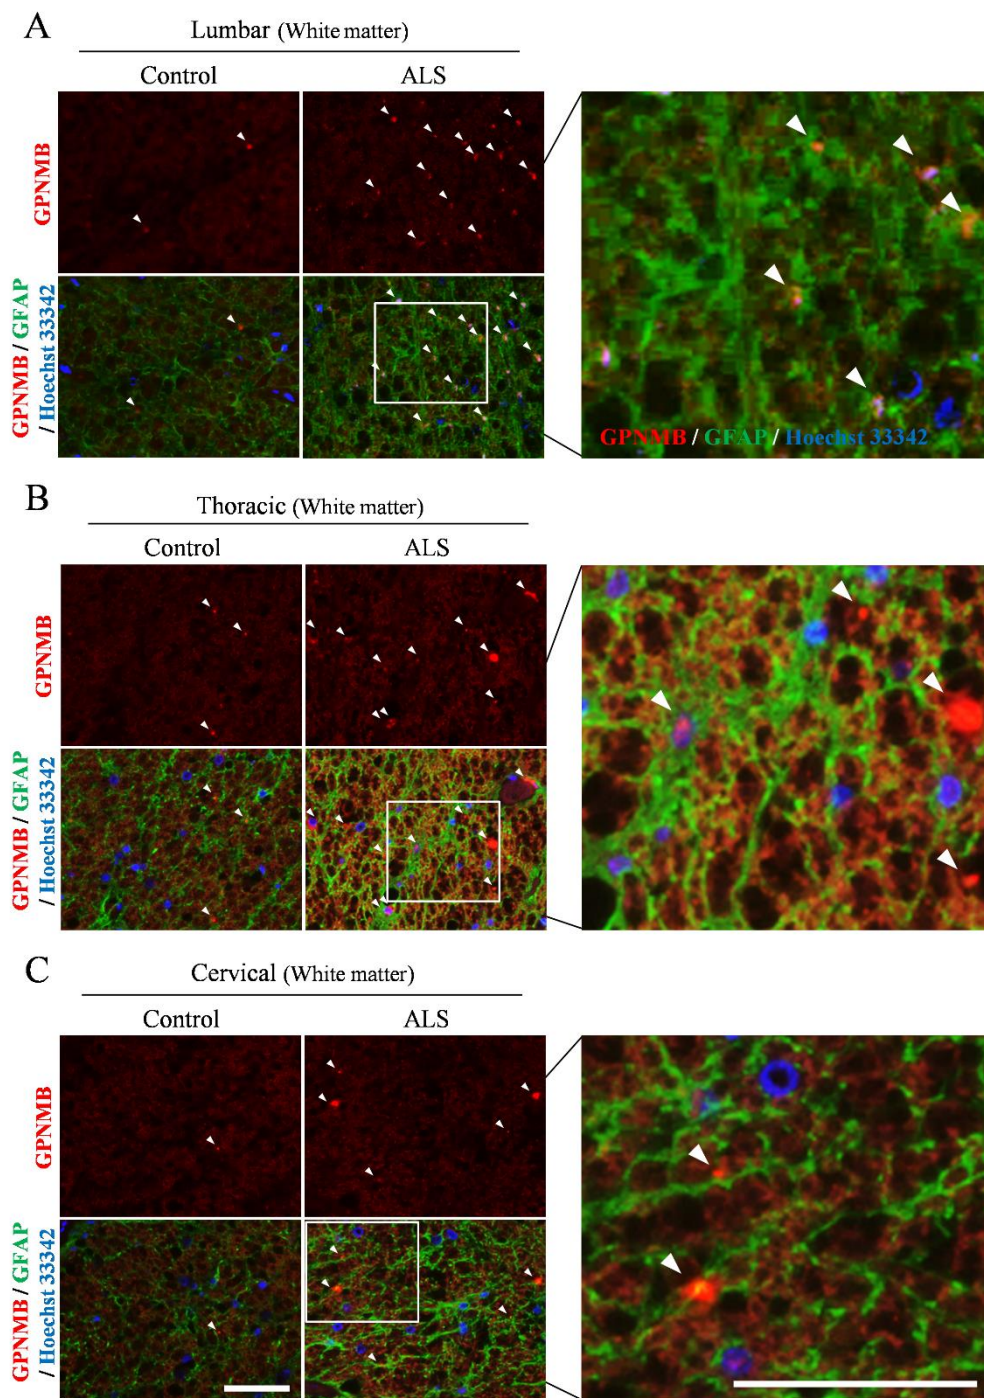 A
Lumbar (White matter)
Control
ALS
GPNMB
GPNMB / GFAP
/ Hoechst 33342
GPNMB / GFAP / Hoechst 33342
B
Thoracic (White matter)
Control
ALS
GPNMB
GPNMB / GFAP
/ Hoechst 33342
C
Cervical (White matter)
Control
ALS
GPNMB
GPNMB / GFAP
/ Hoechst 33342